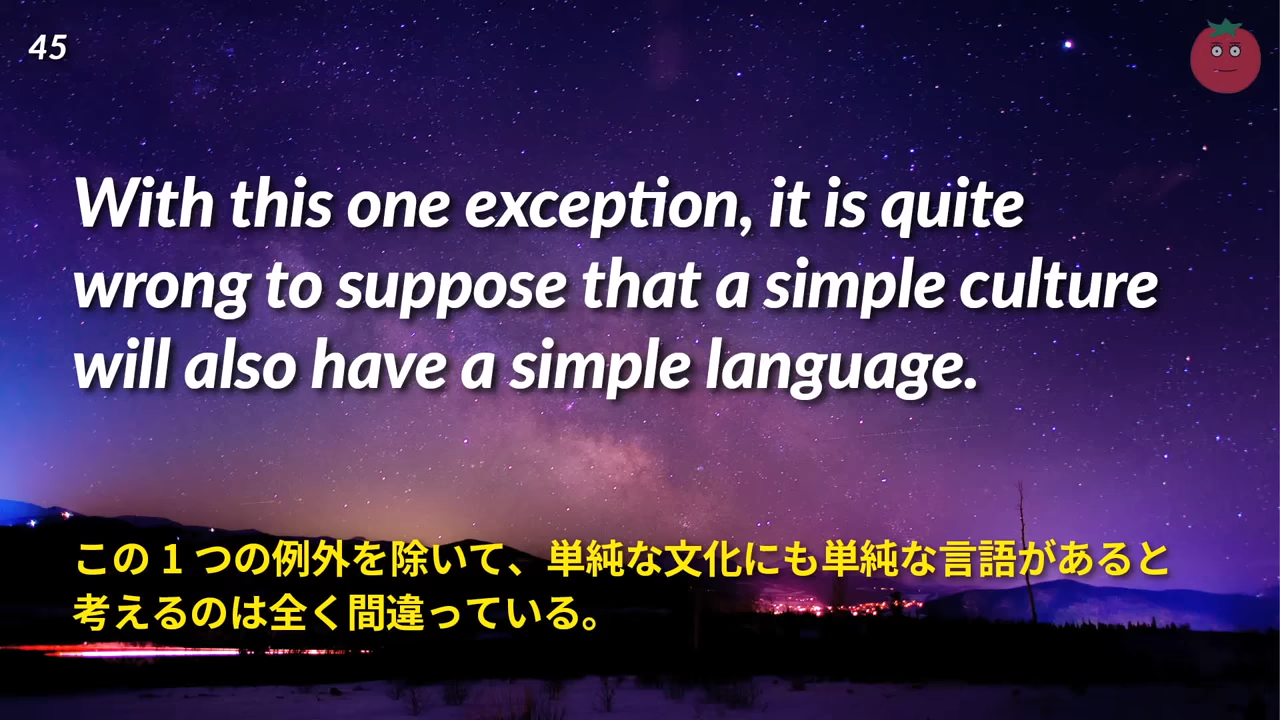 45
With this one exception, it is quite
wrong to suppose that a simple culture
will also have a simple language.
この 1 つの例外を除いて、単純な文化にも単純な言語があると
考えるのは全く間違っている。